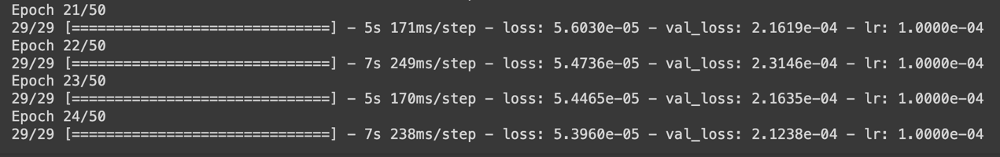 Epoch 21/50
29/29 [==============================] - 5s 171ms/step - loss: 5.6030e-05 - val_loss: 2.1619e-04 - lr: 1.0000e-04
Epoch 22/50
29/29 [==============================] - 7s 249ms/step - loss: 5.4736e-05 - val_loss: 2.3146e-04 - lr: 1.0000e-04
Epoch 23/50
29/29 [==============================] - 5s 170ms/step - loss: 5.4465e-05 - val_loss: 2.1635e-04 - lr: 1.0000e-04
Epoch 24/50
29/29 [==============================] - 7s 238ms/step - loss: 5.3960e-05 - val_loss: 2.1238e-04 - lr: 1.0000e-04